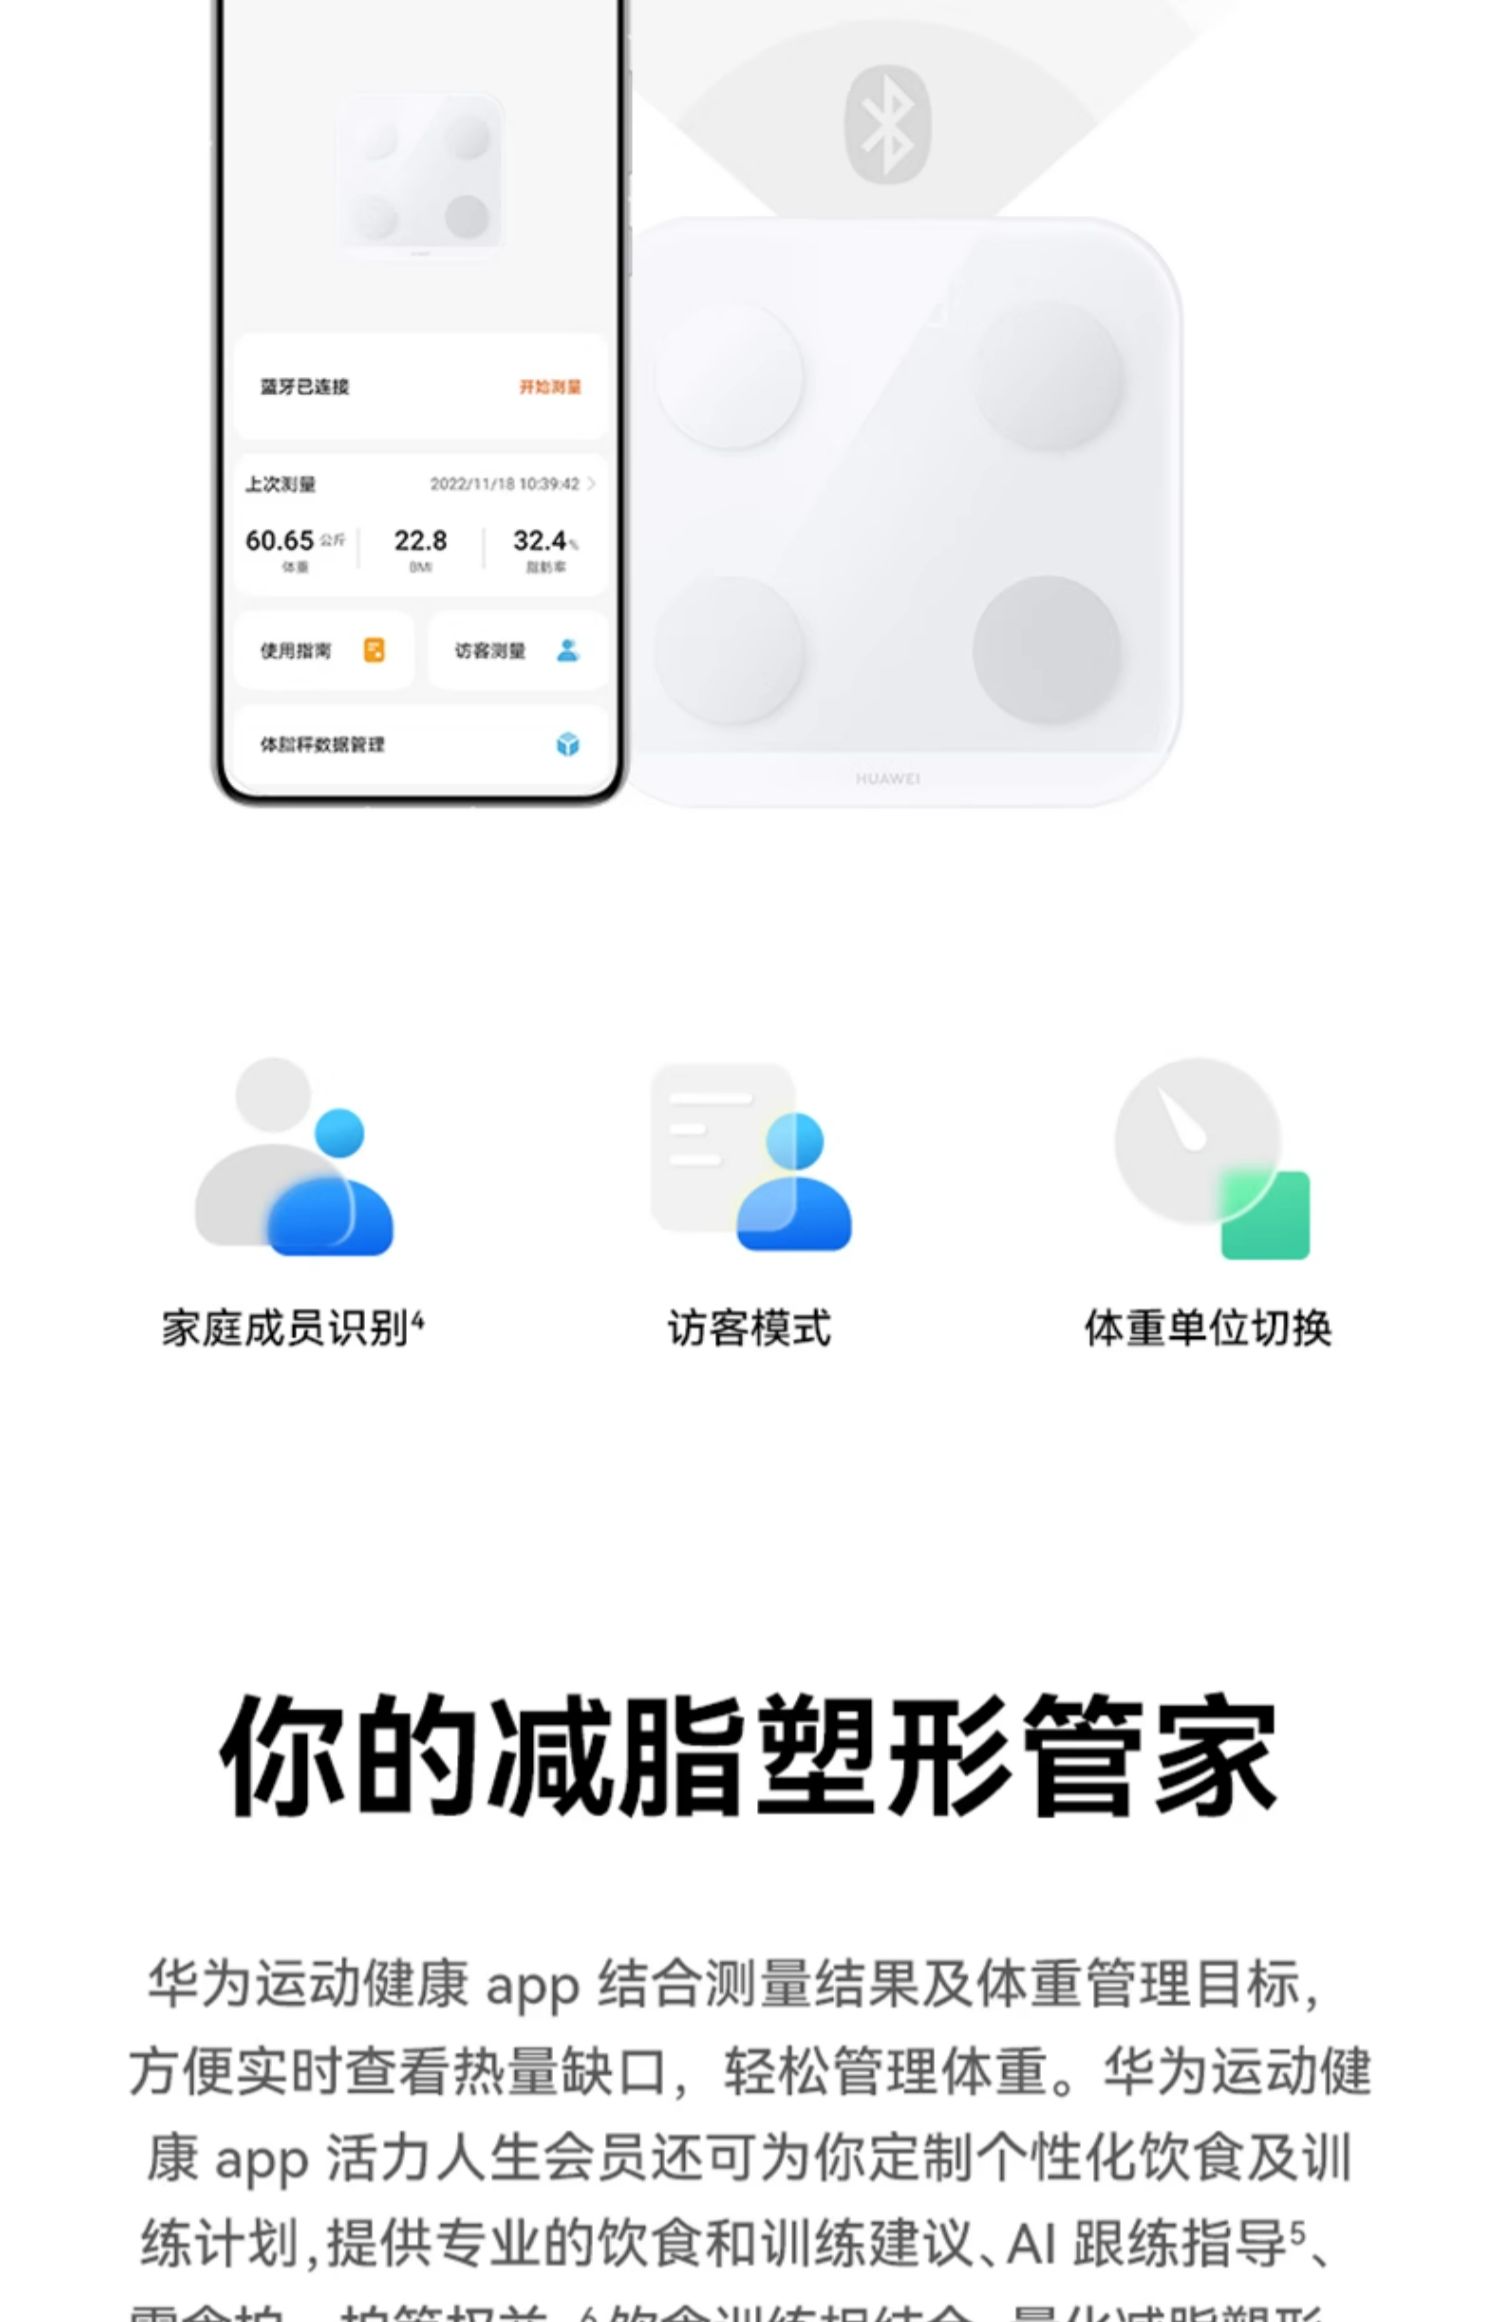 蓝牙已连接 开始测量
上次测量 2022/11/18 10:39:42
60.65 公斤 22.8 32.4 %
体重 BMI 脂肪率
使用指南 访客测量
体脂秤数据管理
HUAWEI
家庭成员识别4 访客模式 体重单位切换
你的减脂塑形管家
华为运动健康 app 结合测量结果及体重管理目标，
方便实时查看热量缺口，轻松管理体重。华为运动健
康 app 活力人生会员还可为你定制个性化饮食及训
练计划，提供专业的饮食和训练建议、AI 跟练指导5、